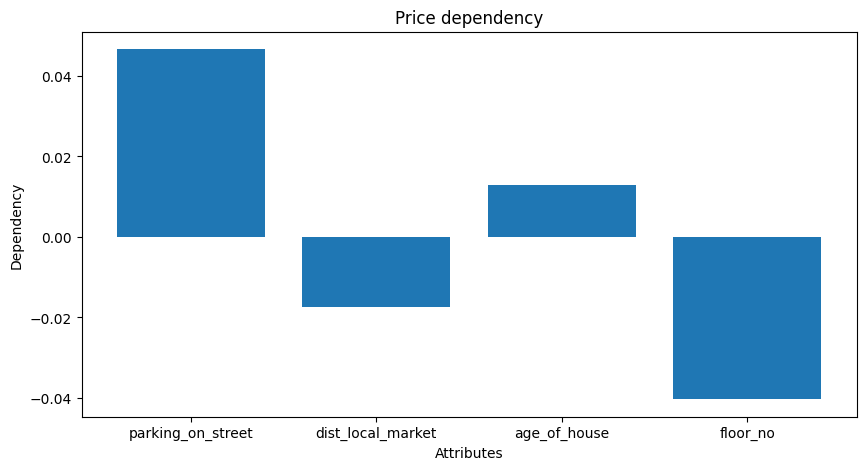 Price dependency
Dependency
0.04
0.02
0.00
−0.02
−0.04
parking_on_street dist_local_market age_of_house floor_no
Attributes